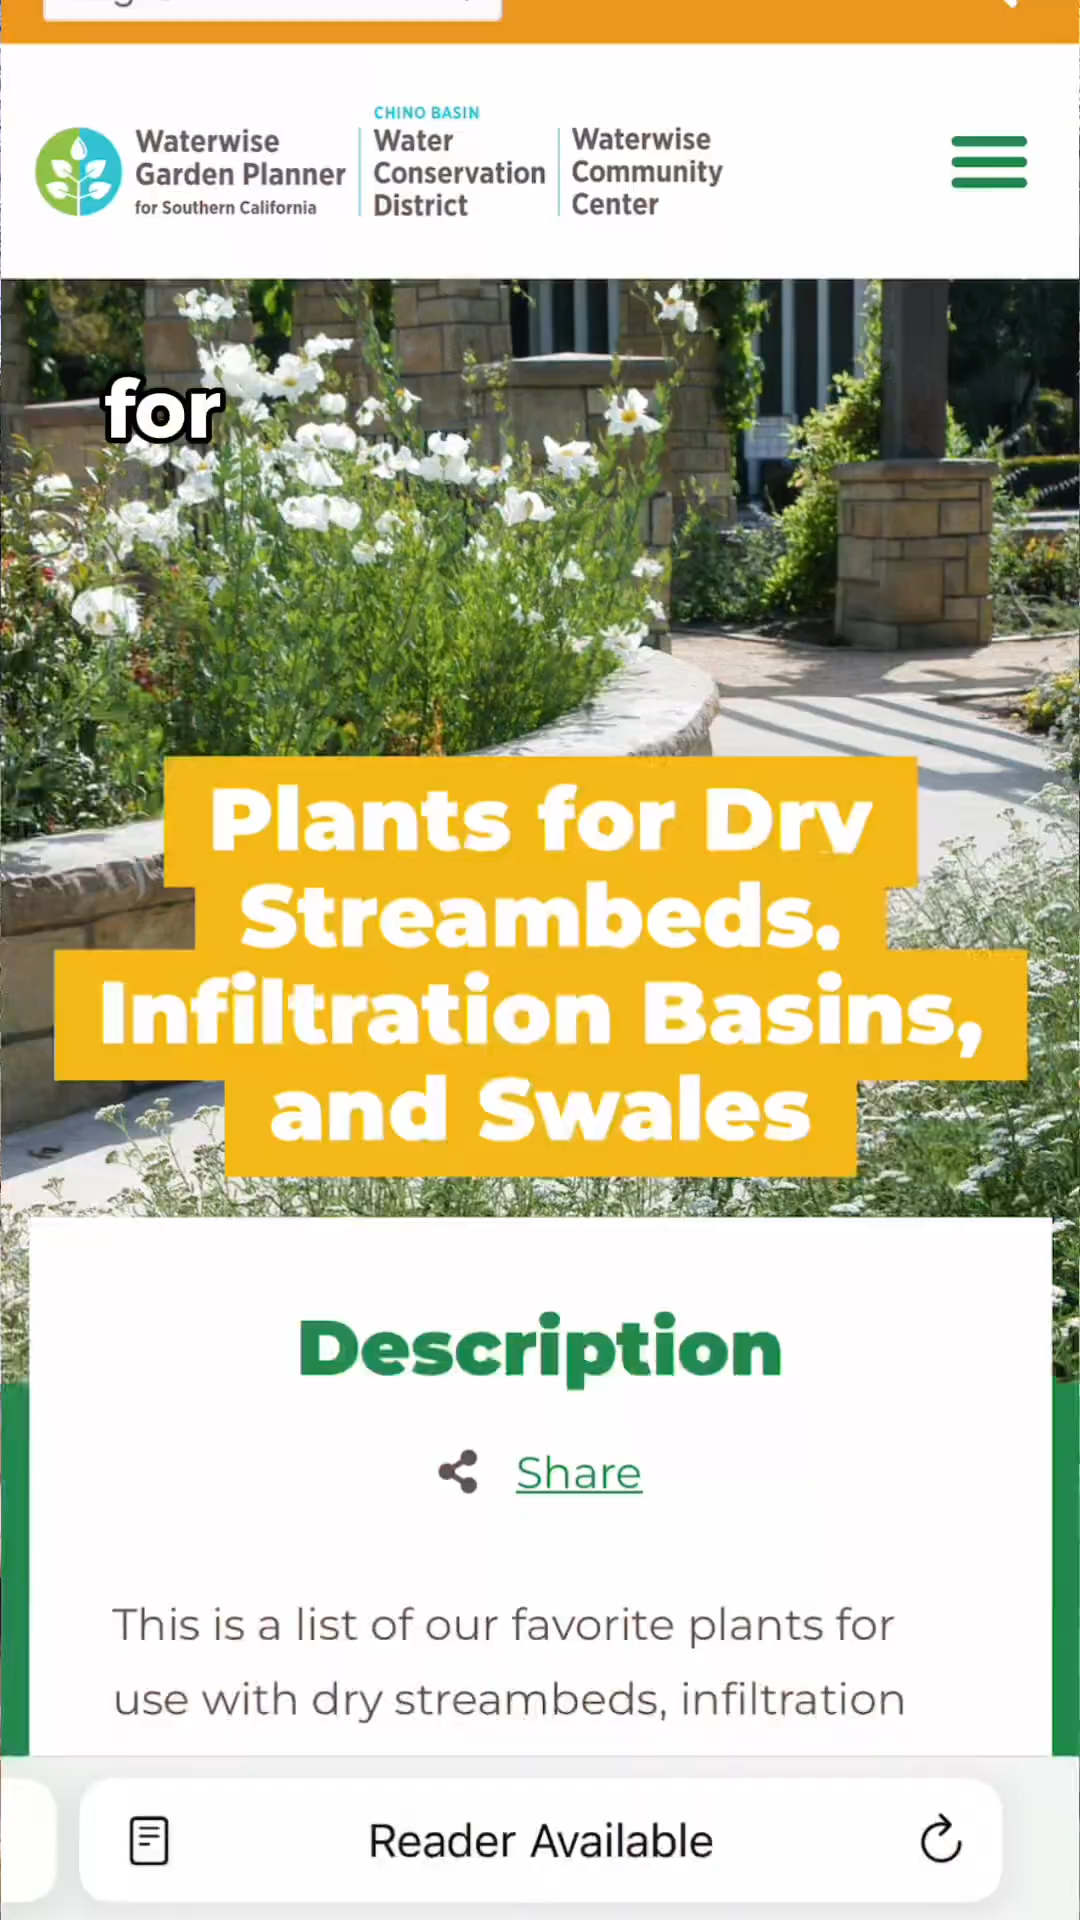 Waterwise
Garden Planner
for Southern California
CHINO BASIN
Water
Conservation
District
Waterwise
Community
Center
for
Plants for Dry
Streambeds,
Infiltration Basins,
and Swales
Description
Share
This is a list of our favorite plants for
use with dry streambeds, infiltration
Reader Available